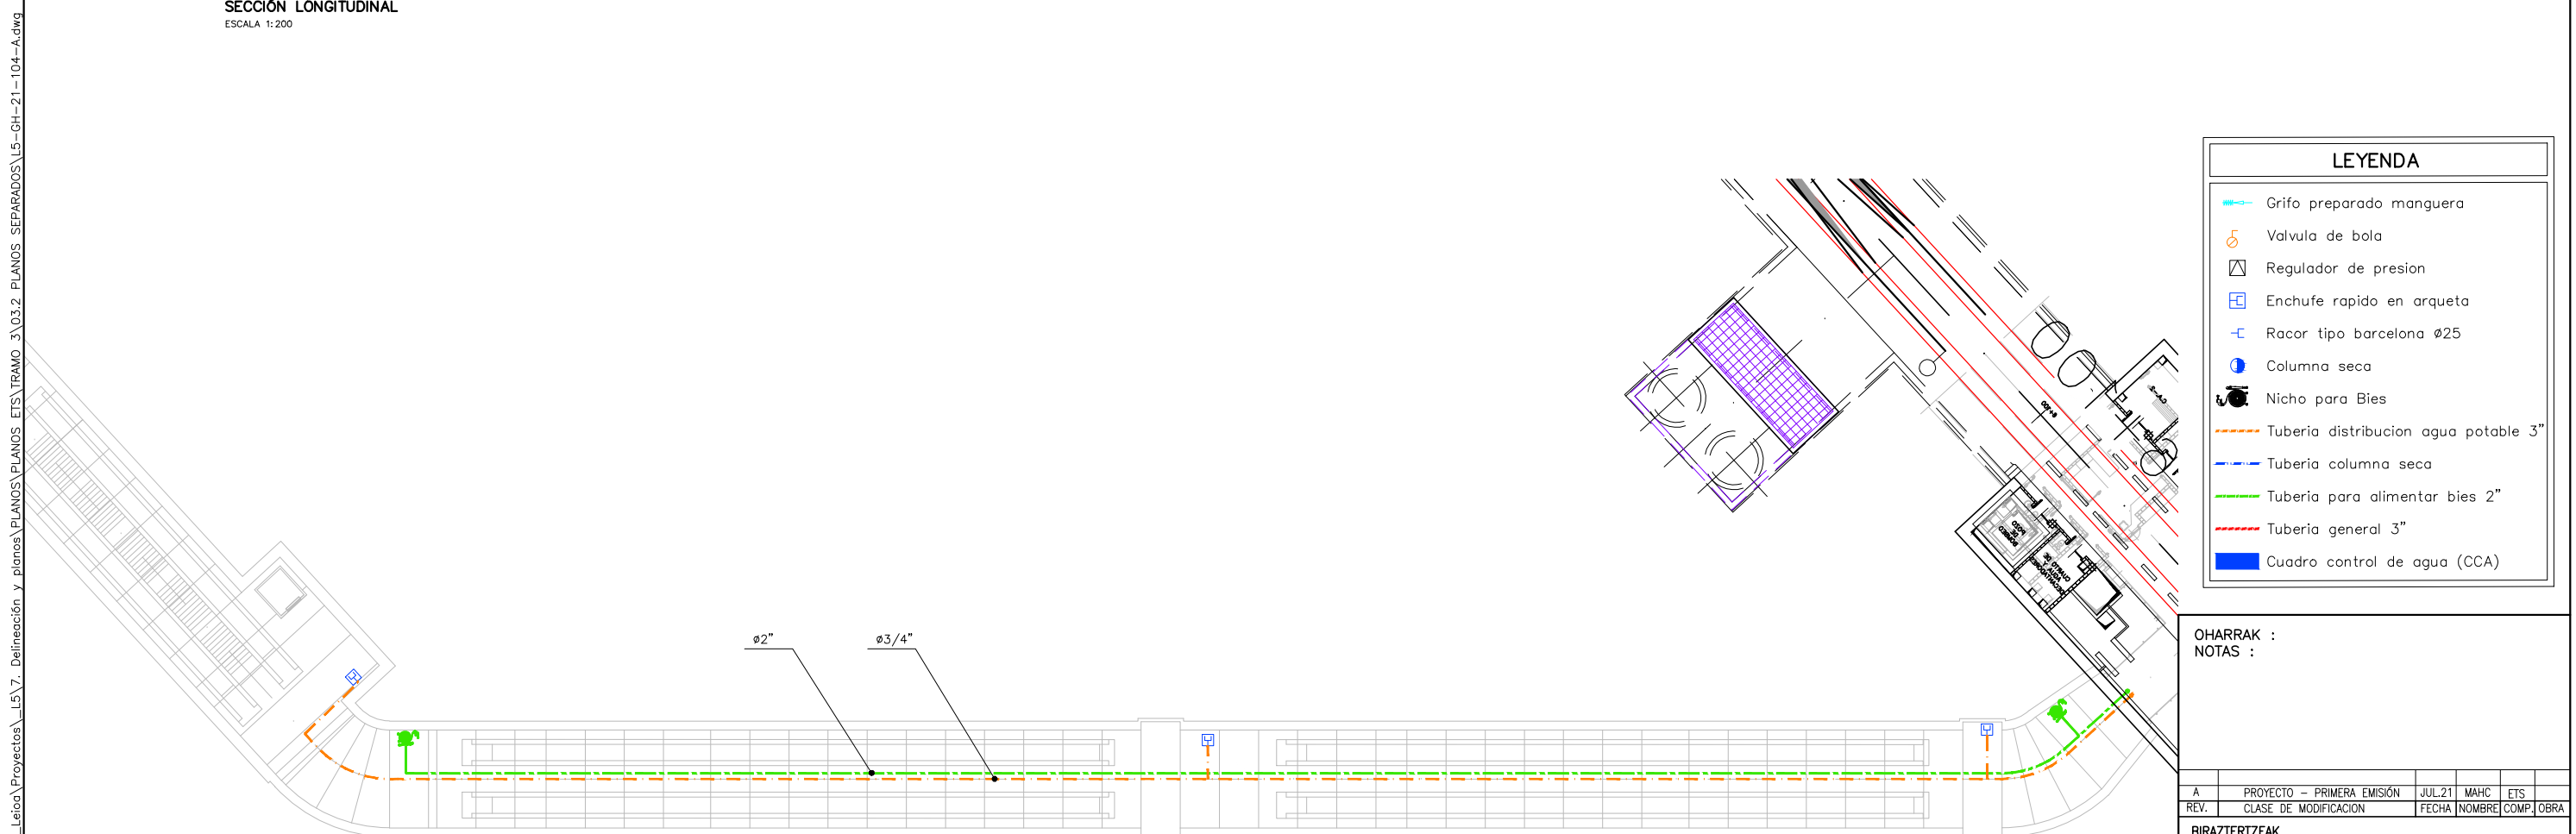 SECCIÓN LONGITUDINAL
ESCALA 1:200
_Leioa\Proyectos\_L5\7. Delineación y planos\PLANOS\PLANOS ETS\TRAMO 3\03.2 PLANOS SEPARADOS\L5-GH-21-104-A.dwg
LEYENDA
Grifo preparado manguera
Valvula de bola
Regulador de presion
Enchufe rapido en arqueta
Racor tipo barcelona ø25
Columna seca
Nicho para Bies
Tuberia distribucion agua potable 3"
Tuberia columna seca
Tuberia para alimentar bies 2"
Tuberia general 3"
Cuadro control de agua (CCA)
ø2"
ø3/4"
POZO
DE
BOMBEO
OHARRAK :
NOTAS :
A PROYECTO – PRIMERA EMISIÓN JUL.21 MAHC ETS
REV. CLASE DE MODIFICACION FECHA NOMBRE COMP. OBRA
BIRAZTERTZEAK